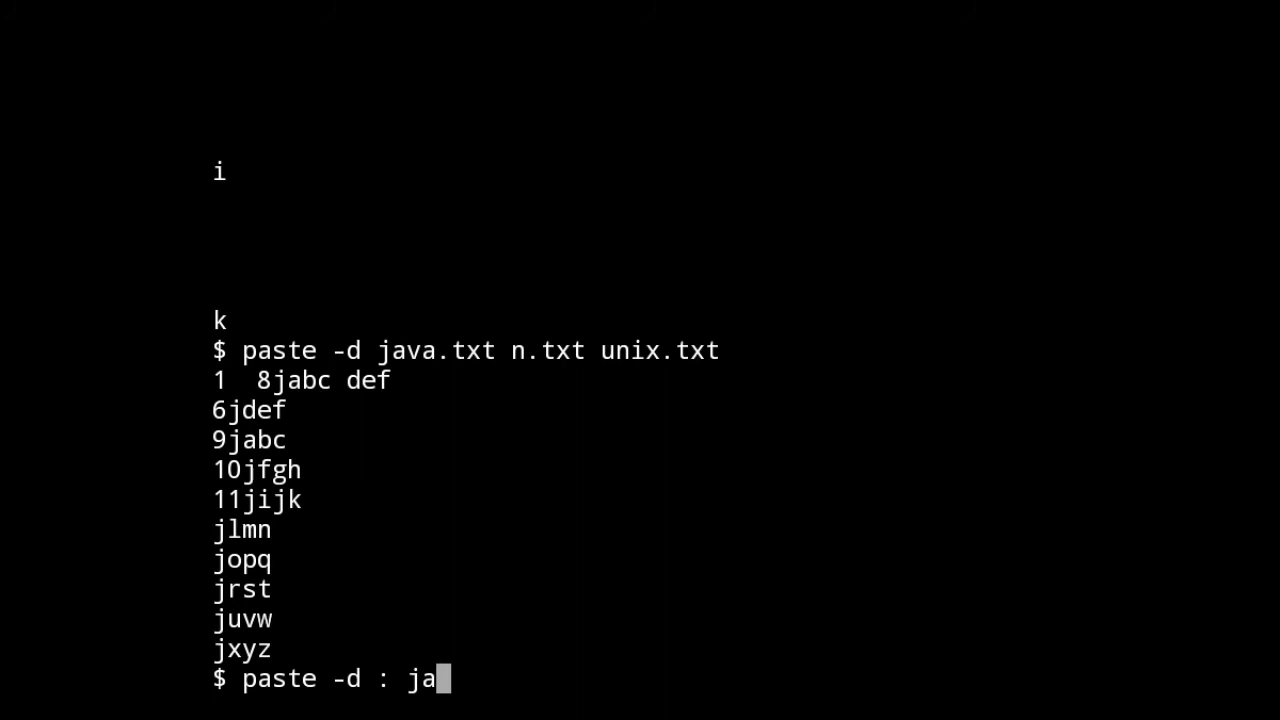 i
k
$ paste -d java.txt n.txt unix.txt
1  8jabc def
6jdef
9jabc
10jfgh
11jijk
jlmn
jopq
jrst
juvw
jxyz
$ paste -d : ja